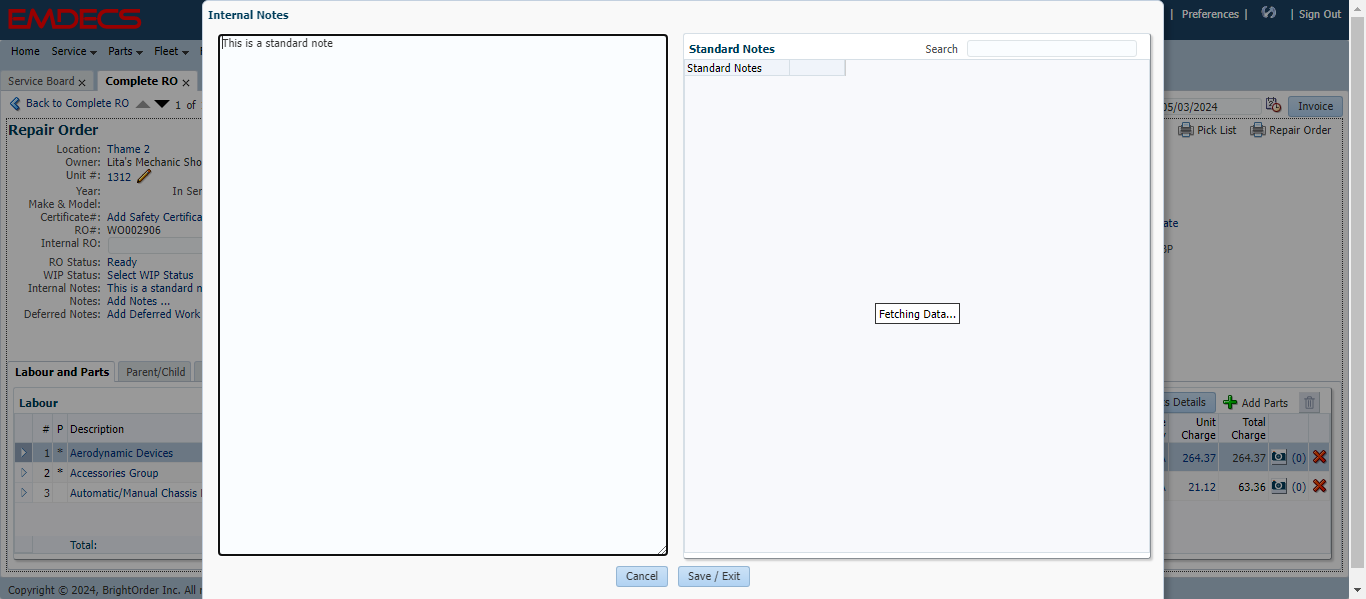 EMDECS
| Preferences | | Sign Out
Home Service Parts Fleet
Service Board x Complete RO x
Back to Complete RO 1 of
05/03/2024 Invoice
Pick List Repair Order
Repair Order
Location: Thame 2
Owner: Lita's Mechanic Sho
Unit #: 1312
Year: In Ser
Make & Model:
Certificate#: Add Safety Certifica
RO#: WO002906
Internal RO:
RO Status: Ready
WIP Status: Select WIP Status
Internal Notes: This is a standard n
Notes: Add Notes ...
Deferred Notes: Add Deferred Work
Labour and Parts Parent/Child
Labour
# P Description
1 * Aerodynamic Devices
2 * Accessories Group
3 Automatic/Manual Chassis
Total:
Copyright © 2024, BrightOrder Inc. All
Internal Notes
This is a standard note
Standard Notes Search
Standard Notes
Fetching Data...
Cancel Save / Exit
ate
BP
s Details Add Parts
Unit Charge Total Charge
264.37 264.37 (0)
21.12 63.36 (0)